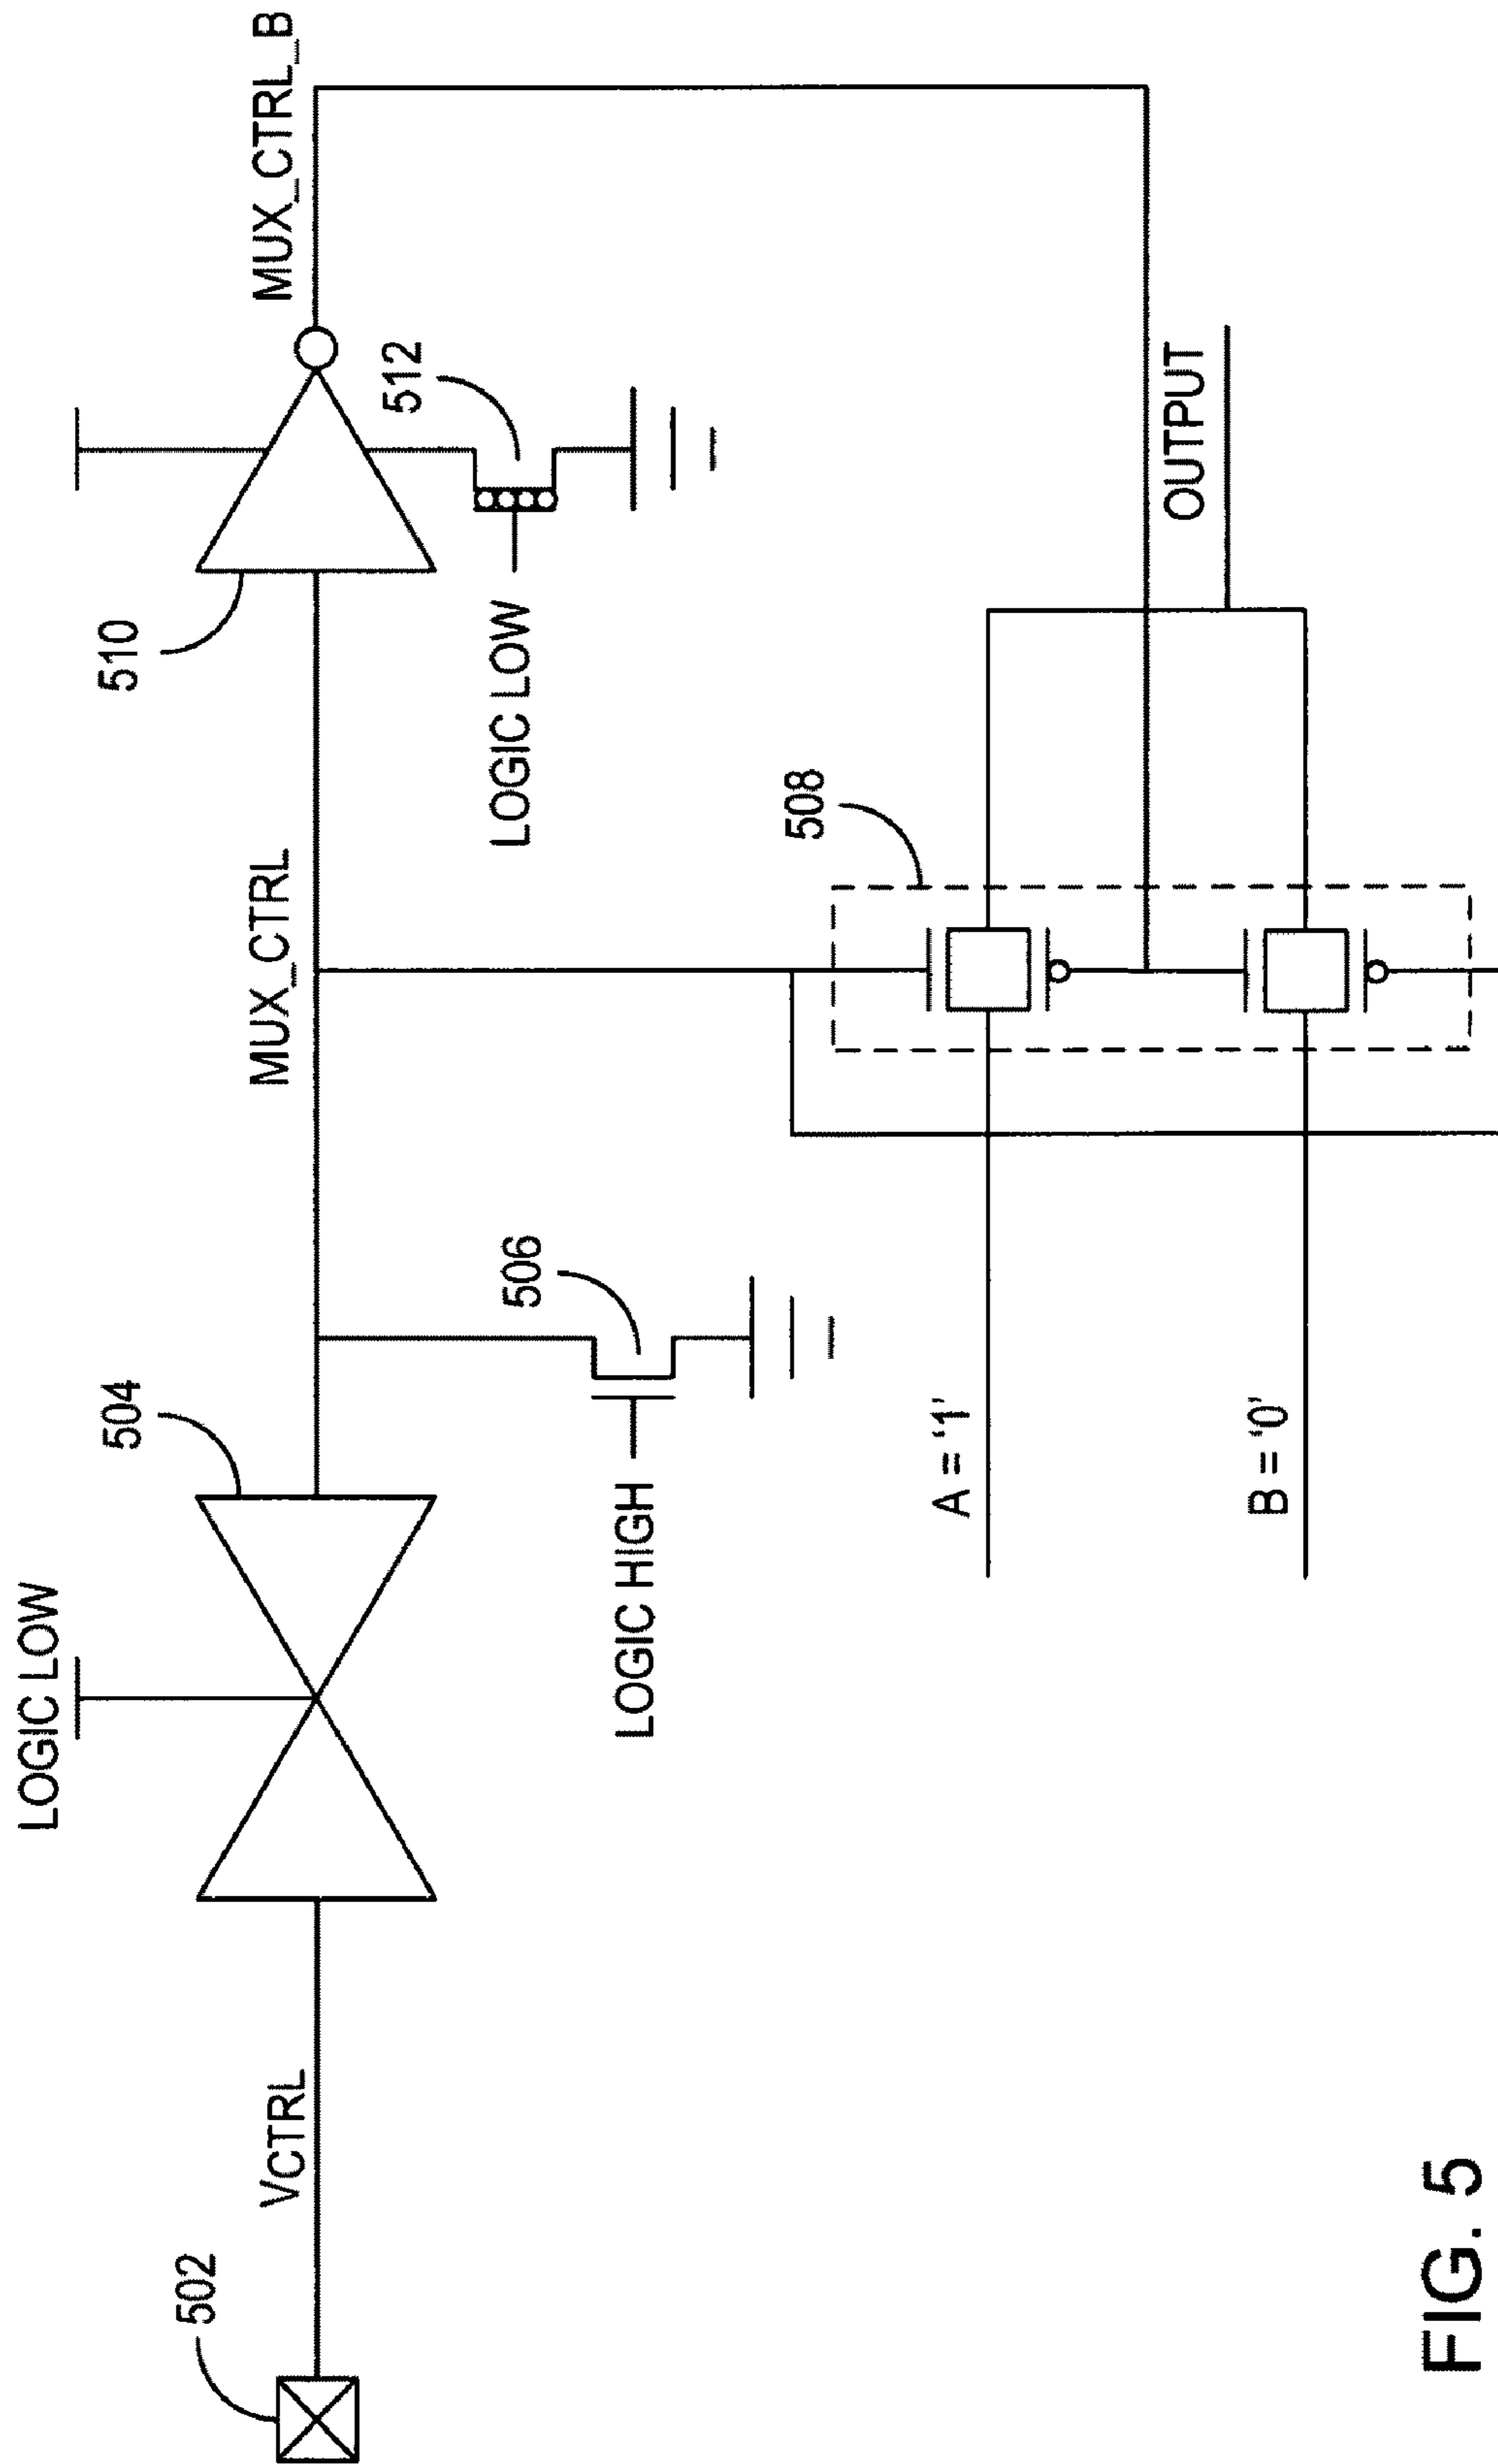 LOGIC LOW
504
510
MUX_CTRL_B
502
VCTRL
MUX_CTRL
512
LOGIC LOW
506
LOGIC HIGH
508
A = '1'
OUTPUT
B = '0'
FIG. 5